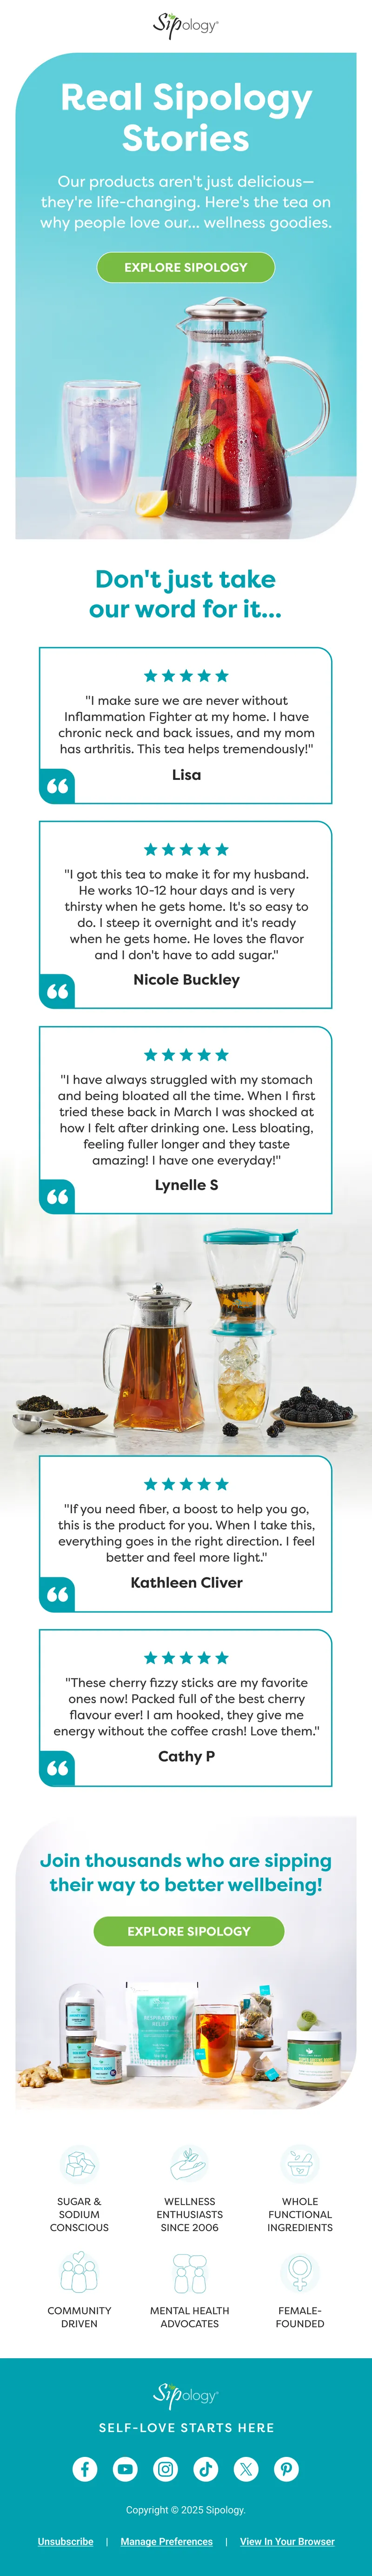 Sipology®
Real Sipology
Stories
Our products aren't just delicious—
they're life-changing. Here's the tea on
why people love our... wellness goodies.
EXPLORE SIPOLOGY
Don't just take
our word for it...
"I make sure we are never without
Inflammation Fighter at my home. I have
chronic neck and back issues, and my mom
has arthritis. This tea helps tremendously!"
Lisa
"I got this tea to make it for my husband.
He works 10-12 hour days and is very
thirsty when he gets home. It's so easy to
do. I steep it overnight and it's ready
when he gets home. He loves the flavor
and I don't have to add sugar."
Nicole Buckley
"I have always struggled with my stomach
and being bloated all the time. When I first
tried these back in March I was shocked at
how I felt after drinking one. Less bloating,
feeling fuller longer and they taste
amazing! I have one everyday!"
Lynelle S
"If you need fiber, a boost to help you go,
this is the product for you. When I take this,
everything goes in the right direction. I feel
better and feel more light."
Kathleen Cliver
"These cherry fizzy sticks are my favorite
ones now! Packed full of the best cherry
flavour ever! I am hooked, they give me
energy without the coffee crash! Love them."
Cathy P
Join thousands who are sipping
their way to better wellbeing!
EXPLORE SIPOLOGY
RESPIRATORY
RELIEF
SUGAR &
SODIUM
CONSCIOUS
WELLNESS
ENTHUSIASTS
SINCE 2006
WHOLE
FUNCTIONAL
INGREDIENTS
COMMUNITY
DRIVEN
MENTAL HEALTH
ADVOCATES
FEMALE-
FOUNDED
Sipology®
SELF-LOVE STARTS HERE
Copyright © 2025 Sipology.
Unsubscribe | Manage Preferences | View In Your Browser